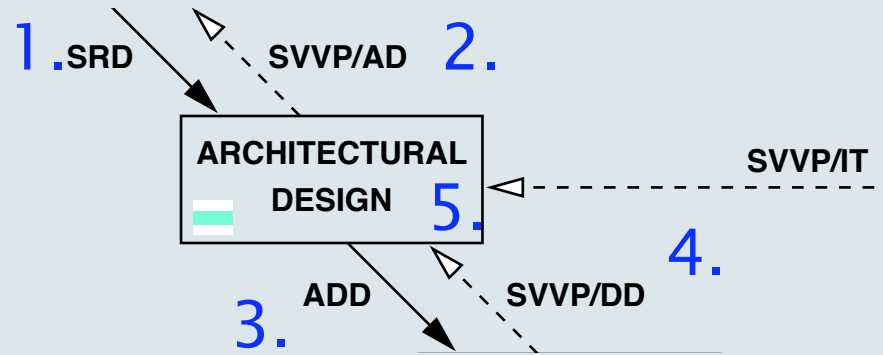 1. SRD SVVP/AD 2.
ARCHITECTURAL
DESIGN 5.
SVVP/IT
4.
3. ADD SVVP/DD